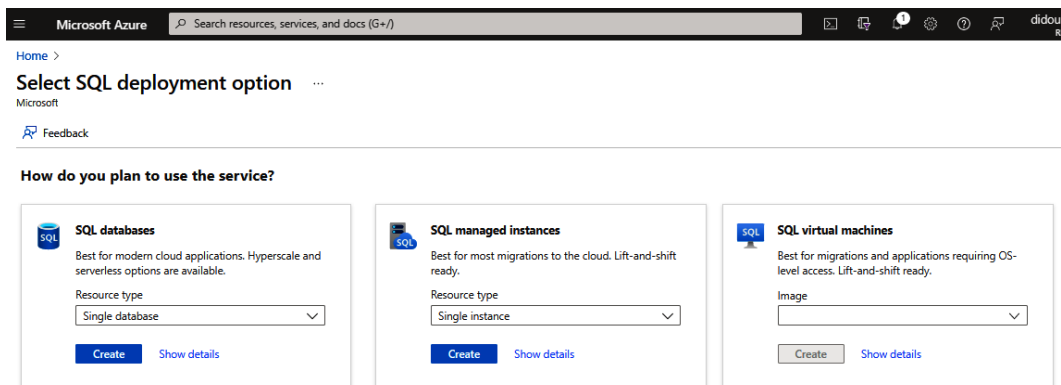 Microsoft Azure
Search resources, services, and docs (G+/)
1
didou
R
Home >
Select SQL deployment option ...
Microsoft
Feedback
How do you plan to use the service?
SQL
SQL databases
Best for modern cloud applications. Hyperscale and
serverless options are available.
Resource type
Single database
Create Show details
SQL
SQL managed instances
Best for most migrations to the cloud. Lift-and-shift
ready.
Resource type
Single instance
Create Show details
SQL
SQL virtual machines
Best for migrations and applications requiring OS-
level access. Lift-and-shift ready.
Image
Create Show details